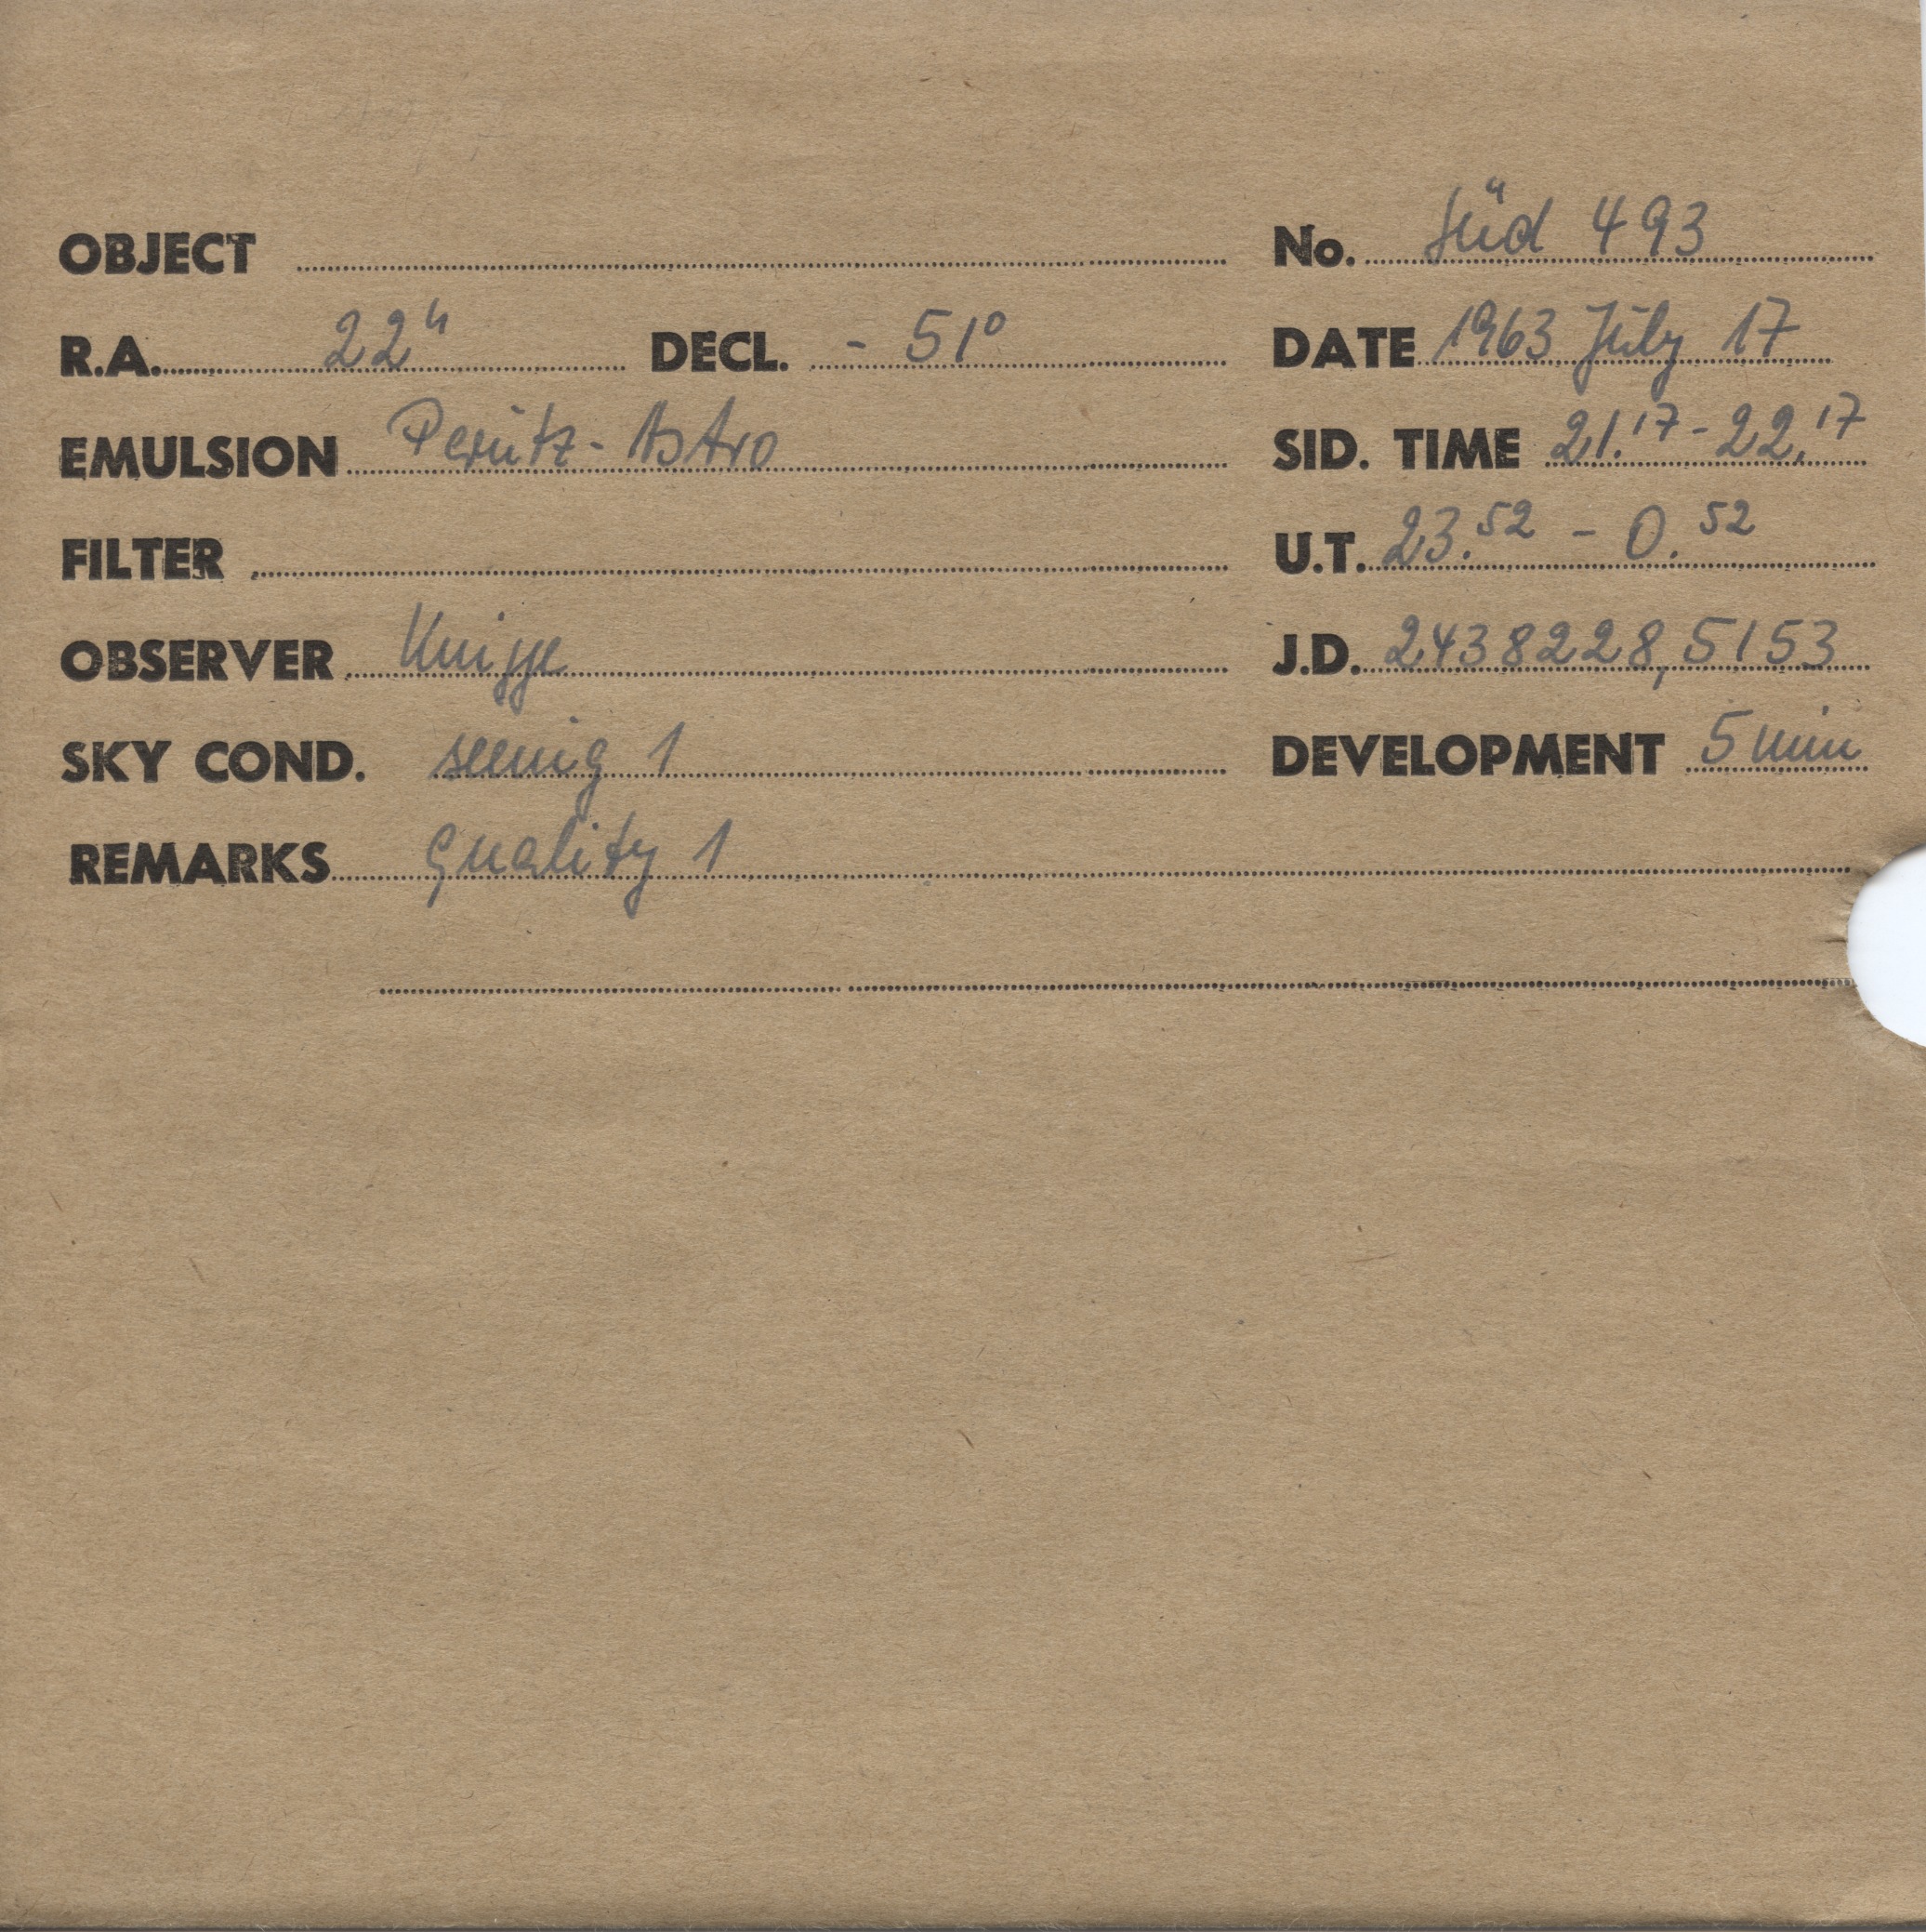 OBJECT No. Süd 493
R.A. 22h DECL. - 51° DATE 1963 July 17
EMULSION Perutz-Astro SID. TIME 21.17 - 22.17
FILTER U.T. 23.52 - 0.52
OBSERVER Knigge J.D. 2438228,5153
SKY COND. seeing 1 DEVELOPMENT 5 min
REMARKS Quality 1